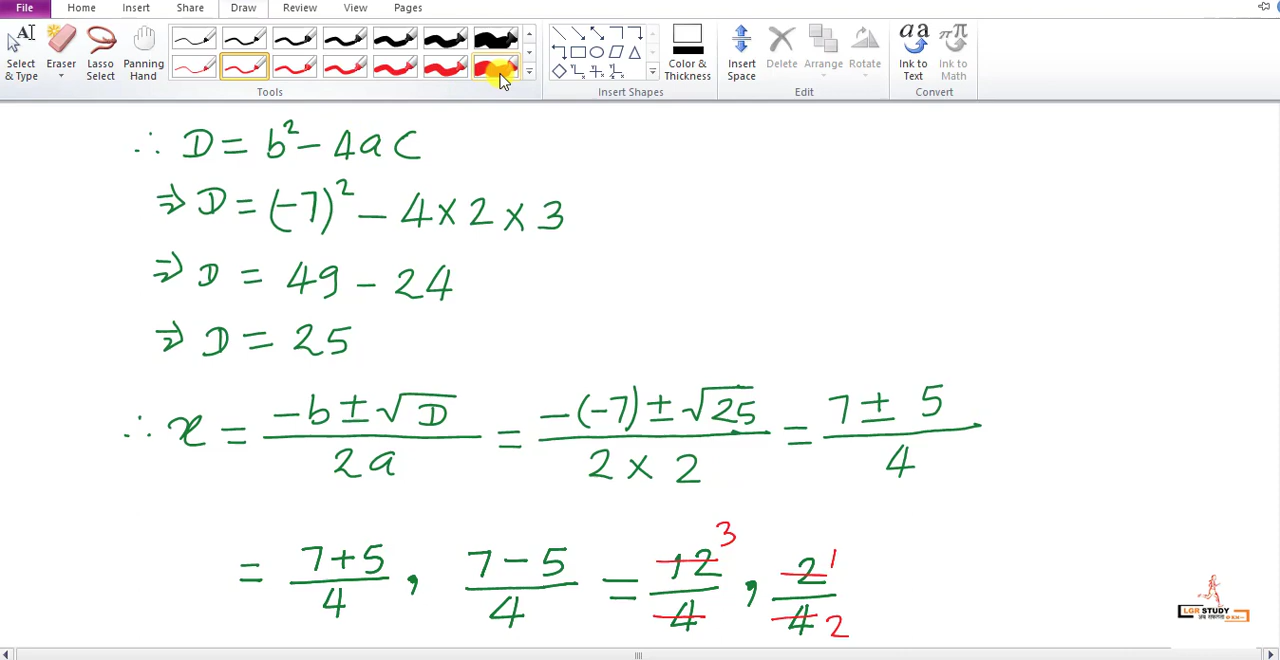 File Home Insert Share Draw Review View Pages
Select & Type Eraser Lasso Select Panning Hand Color & Thickness Insert Space Delete Arrange Rotate Ink to Text Ink to Math
Tools Insert Shapes Edit Convert
∴ D = b² - 4ac
⇒ D = (-7)² - 4 × 2 × 3
⇒ D = 49 - 24
⇒ D = 25
∴ x = (-b ± √D)/(2a) = (-(-7) ± √25)/(2 × 2) = (7 ± 5)/4
= (7+5)/4 , (7-5)/4 = 12/4 3 , 2/4 1 2
LGR STUDY